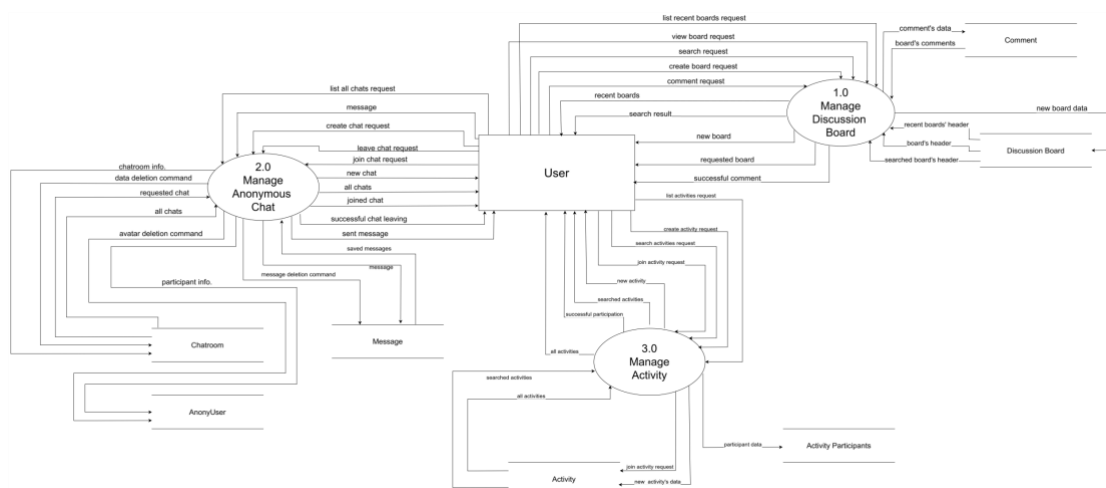 list recent boards request
view board request
search request
create board request
comment request
recent boards
search result
new board
requested board
successful comment
comment's data
board's comments
Comment
1.0
Manage
Discussion
Board
new board data
recent boards' header
board's header
searched board's header
Discussion Board
list all chats request
message
create chat request
leave chat request
join chat request
new chat
all chats
joined chat
successful chat leaving
sent message
User
2.0
Manage
Anonymous
Chat
chatroom info.
data deletion command
requested chat
all chats
avatar deletion command
participant info.
saved messages
message
message deletion command
Chatroom
Message
AnonyUser
list activities request
create activity request
search activities request
join activity request
new activity
searched activities
successful participation
all activities
3.0
Manage
Activity
searched activities
all activities
participant data
Activity Participants
join activity request
new activity's data
Activity